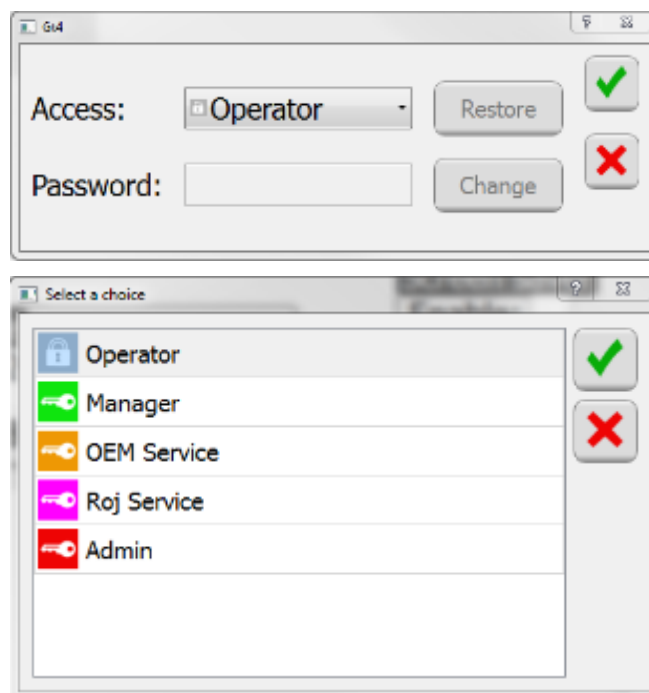 Gt4
Access: Operator Restore
Password: Change
Select a choice
Operator
Manager
OEM Service
Roj Service
Admin